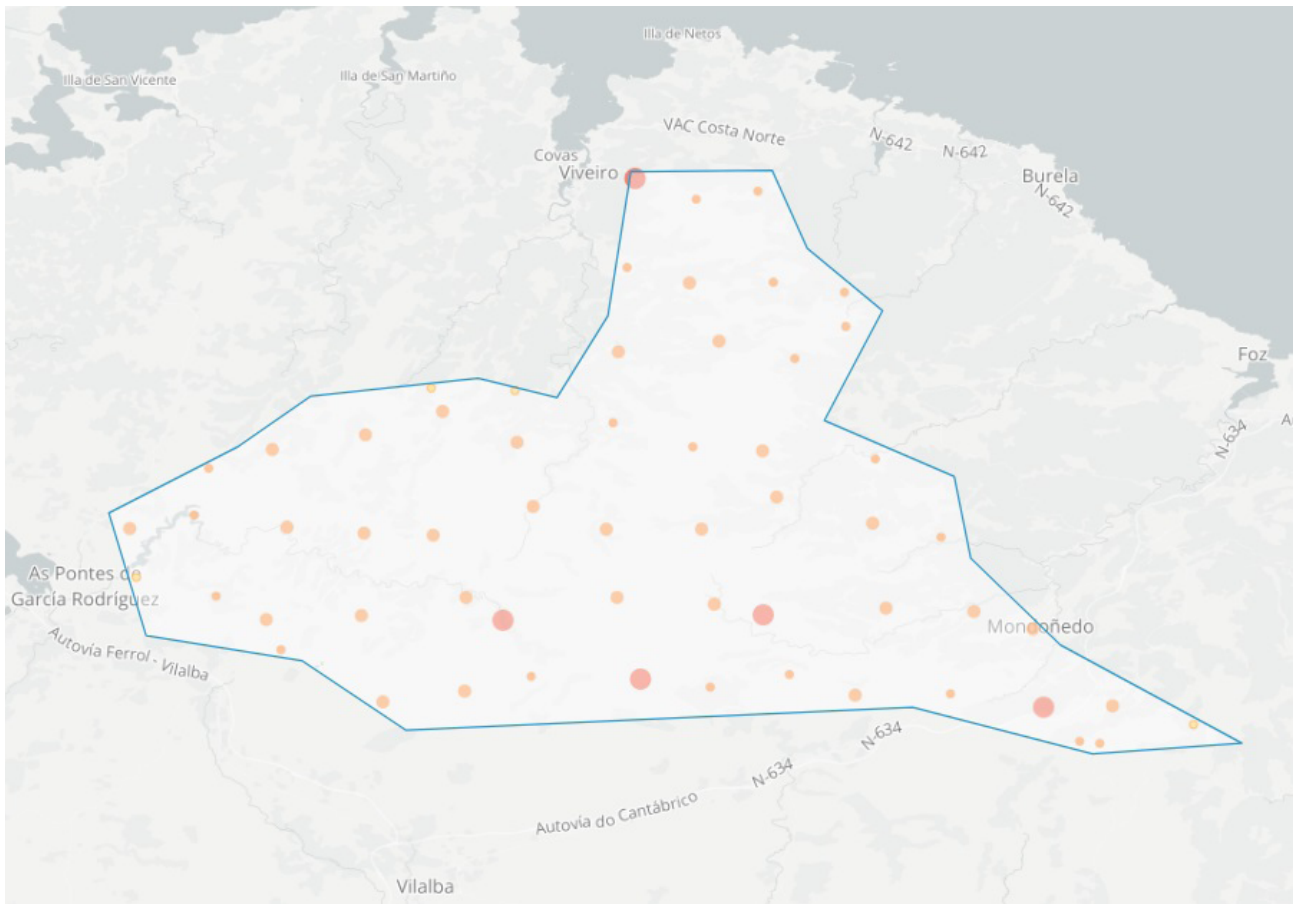 Illa de Netos
Illa de San Vicente
Illa de San Martiño
VAC Costa Norte
N-642
N-642
Covas
Viveiro
Burela
N-642
Foz
N-634
As Pontes de
García Rodríguez
Mondoñedo
Autovía Ferrol - Vilalba
N-634
N-634
Autovía do Cantábrico
Vilalba